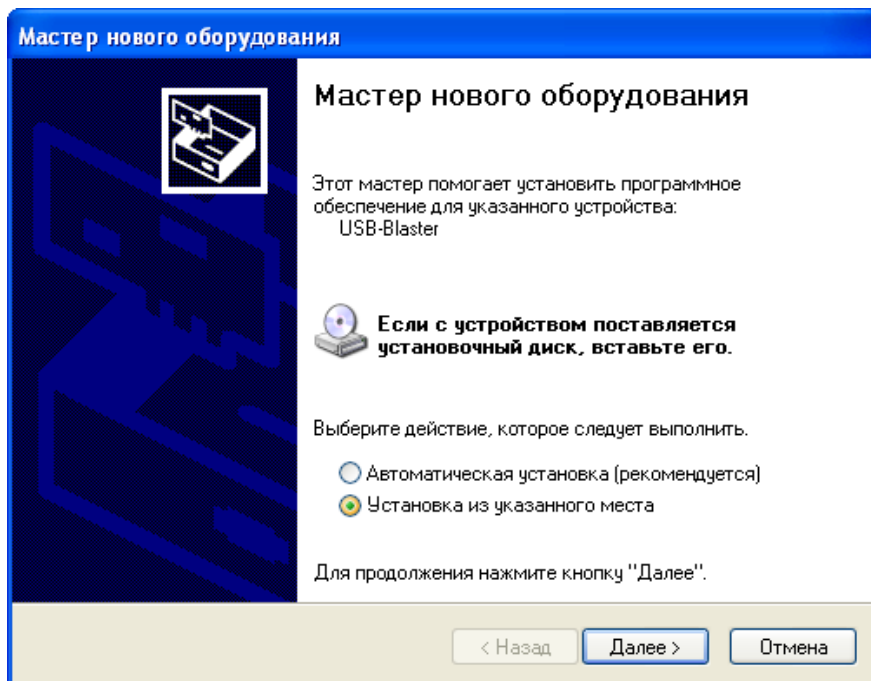 Мастер нового оборудования
Мастер нового оборудования
Этот мастер помогает установить программное
обеспечение для указанного устройства:
USB-Blaster
Если с устройством поставляется
установочный диск, вставьте его.
Выберите действие, которое следует выполнить.
Автоматическая установка (рекомендуется)
Установка из указанного места
Для продолжения нажмите кнопку "Далее".
< Назад
Далее >
Отмена